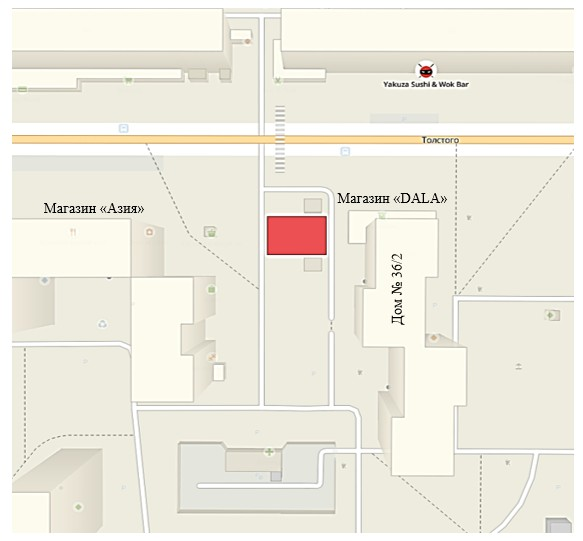 Yakuza Sushi & Wok Bar
Толстого
Магазин «DALA»
Магазин «Азия»
Дом № 36/2